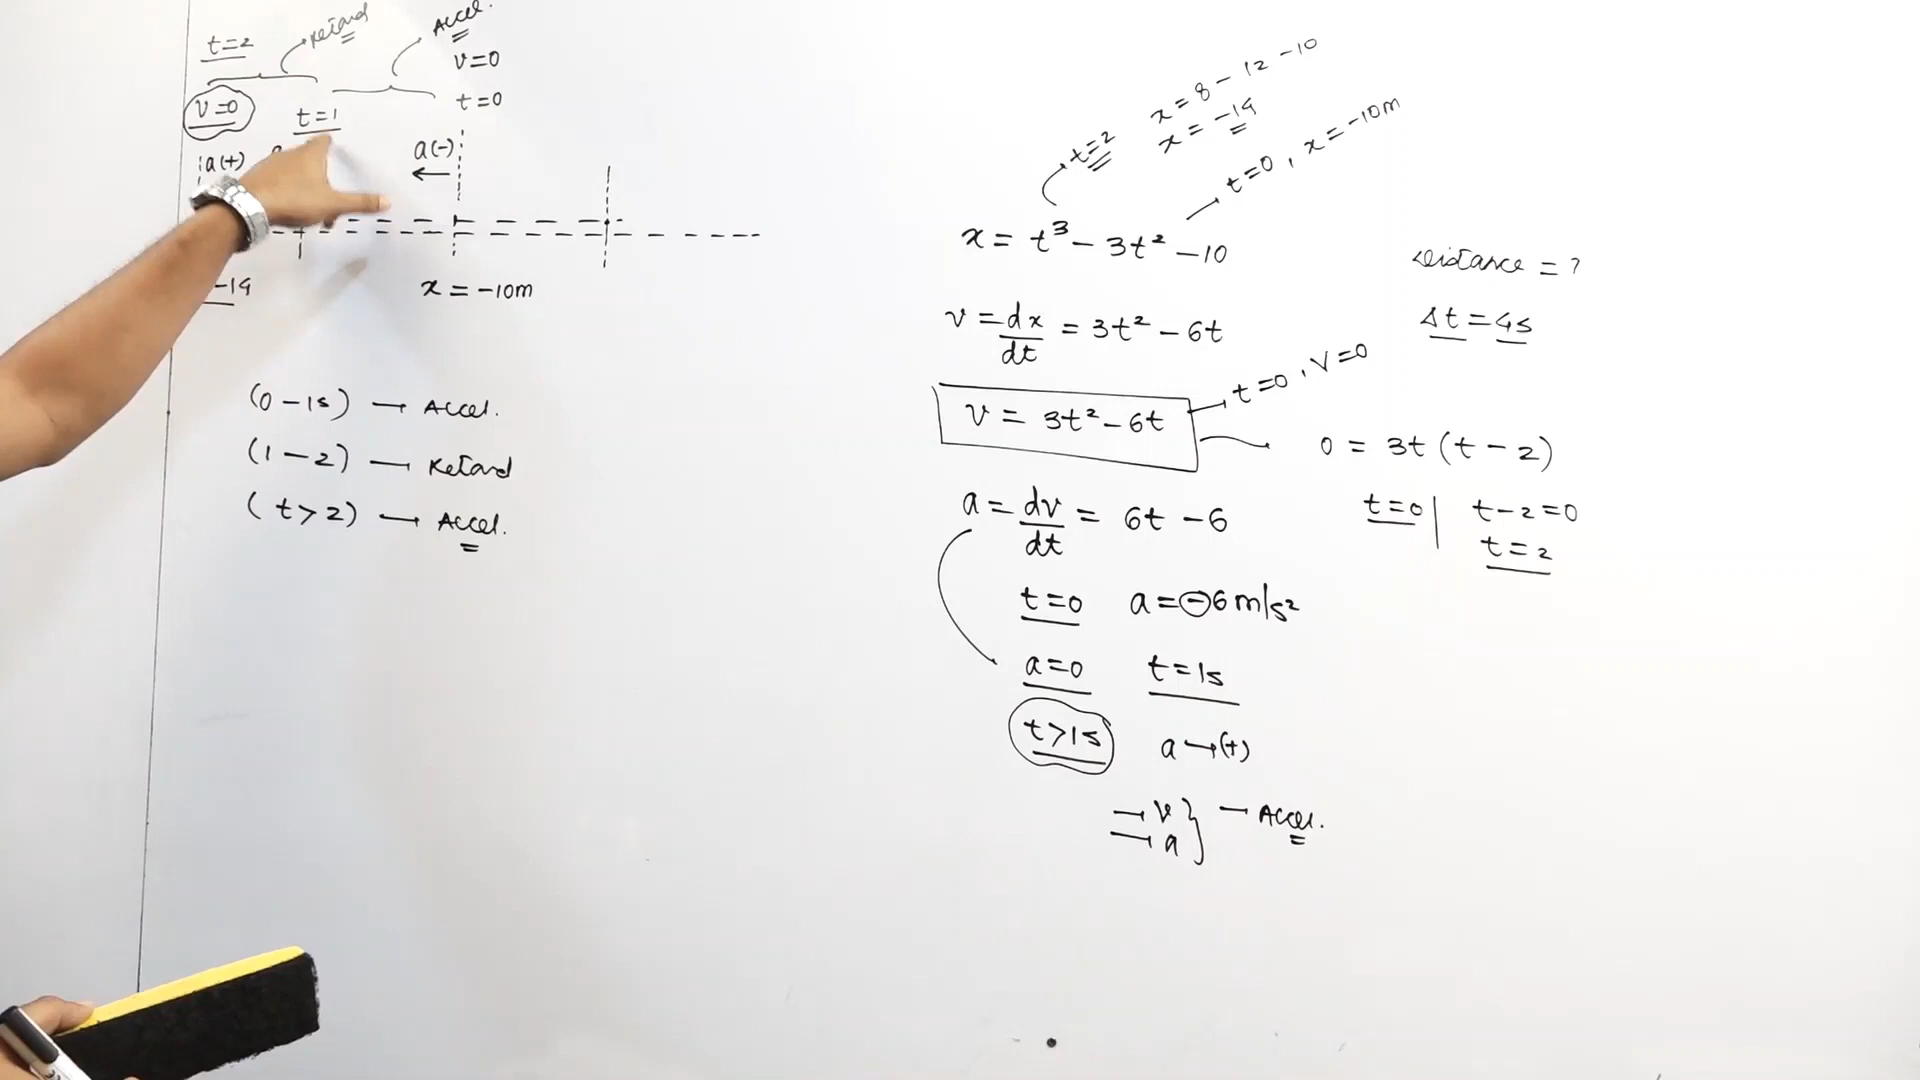 t=2
Retard
Accel.
v=0
t=0
v=0
t=1
a(+)
a(-)
-14
x = -10m
(0-1s) → Accel.
(1-2) → Retard
(t>2) → Accel.
x = 8 - 12 - 10
x = -14
t=2
t=0, x=-10m
x = t³ - 3t² - 10
distance = ?
Δt = 4s
v = dx/dt = 3t² - 6t
t=0, v=0
v = 3t² - 6t
0 = 3t (t - 2)
t=0 | t-2=0
t=2
a = dv/dt = 6t - 6
t=0 a=-6m/s²
a=0 t=1s
t>1s a→(+)
→ v
→ a } → Accel.